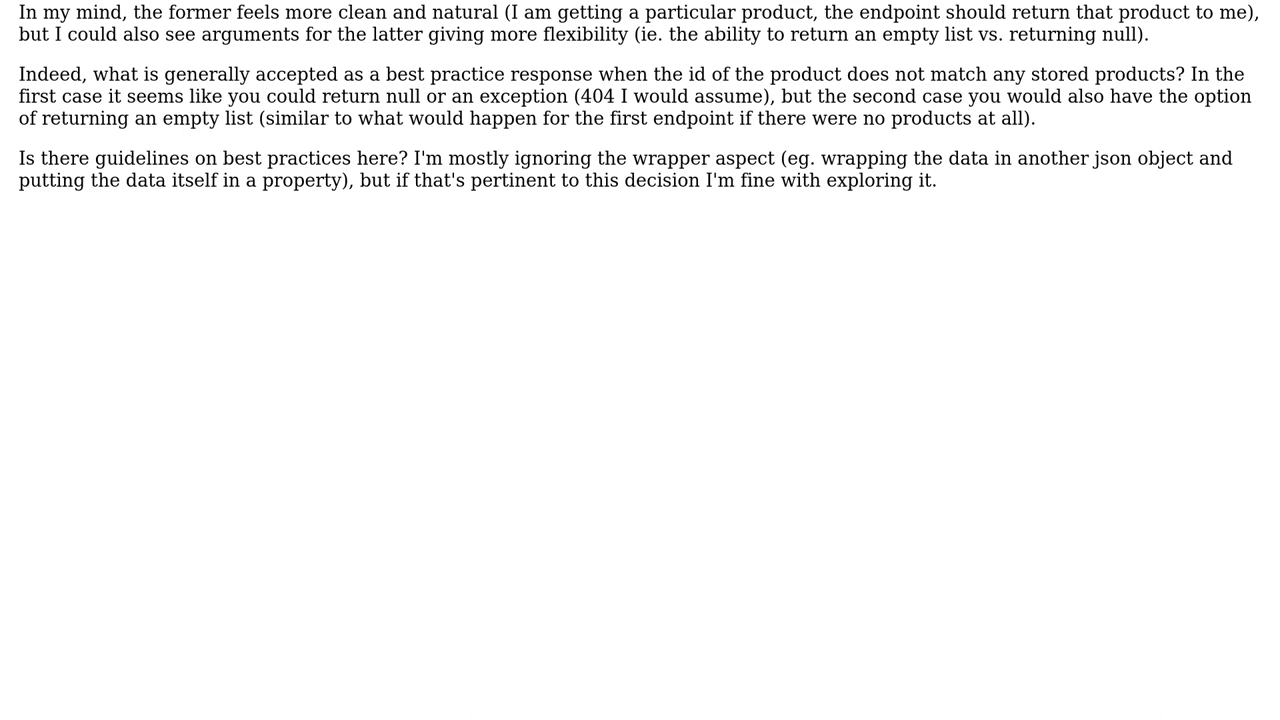 In my mind, the former feels more clean and natural (I am getting a particular product, the endpoint should return that product to me),
but I could also see arguments for the latter giving more flexibility (ie. the ability to return an empty list vs. returning null).
Indeed, what is generally accepted as a best practice response when the id of the product does not match any stored products? In the
first case it seems like you could return null or an exception (404 I would assume), but the second case you would also have the option
of returning an empty list (similar to what would happen for the first endpoint if there were no products at all).
Is there guidelines on best practices here? I'm mostly ignoring the wrapper aspect (eg. wrapping the data in another json object and
putting the data itself in a property), but if that's pertinent to this decision I'm fine with exploring it.